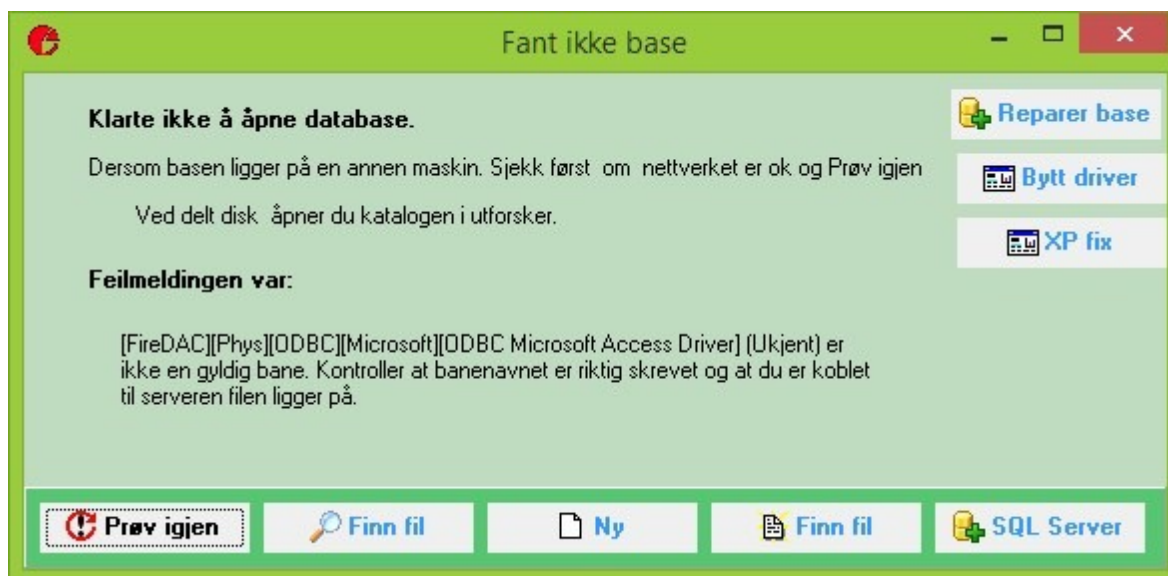 Fant ikke base
Klarte ikke å åpne database.
Reparer base
Dersom basen ligger på en annen maskin. Sjekk først  om  nettverket er ok og Prøv igjen
Bytt driver
Ved delt disk  åpner du katalogen i utforsker.
XP fix
Feilmeldingen var:
[FireDAC][Phys][ODBC][Microsoft][ODBC Microsoft Access Driver] (Ukjent) er
ikke en gyldig bane. Kontroller at banenavnet er riktig skrevet og at du er koblet
til serveren filen ligger på.
Prøv igjen
Finn fil
Ny
Finn fil
SQL Server